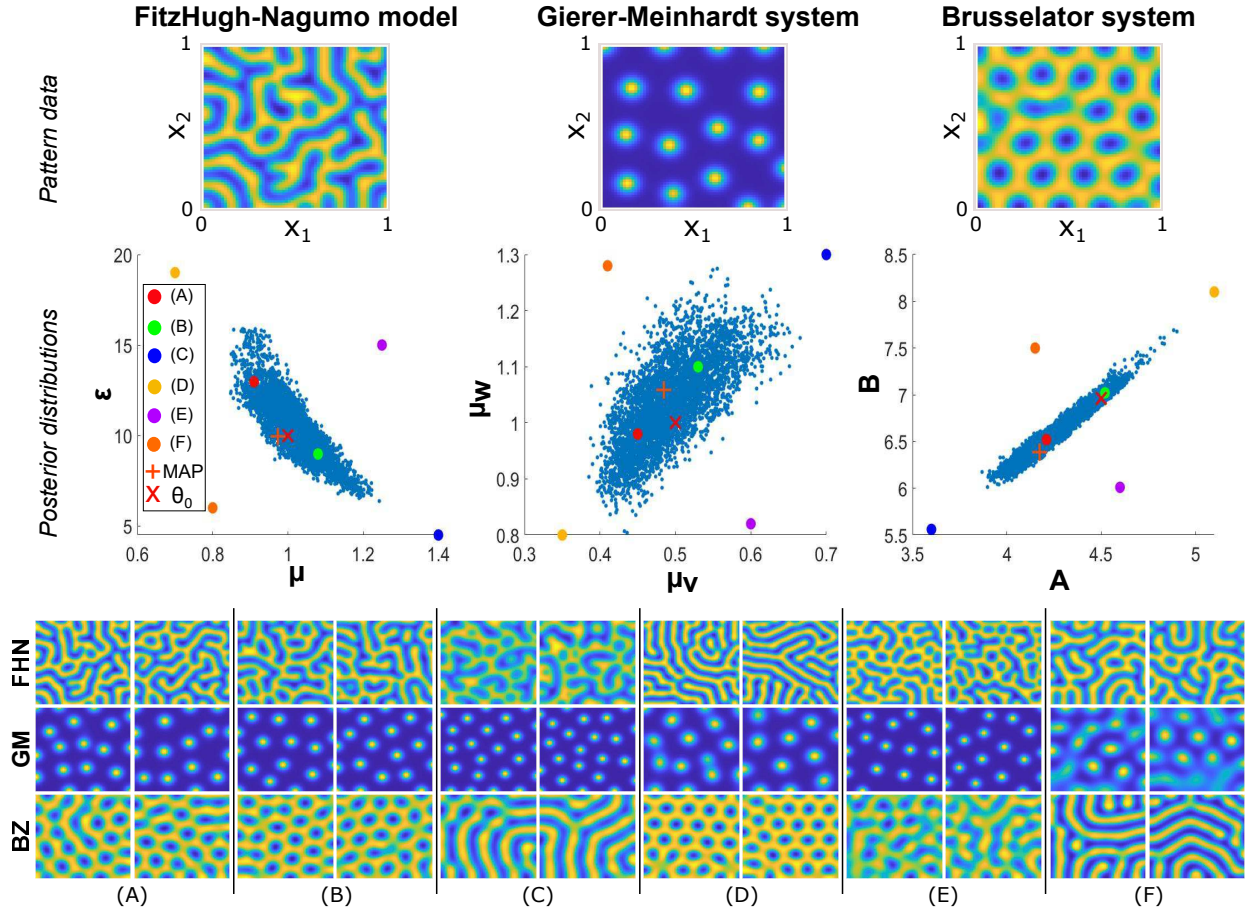 FitzHugh-Nagumo model
Gierer-Meinhardt system
Brusselator system
Pattern data
1
x2
0
0
x1
1
1
x2
0
0
x1
1
1
x2
0
0
x1
1
Posterior distributions
20
15
10
5
ε
0.6
0.8
1
1.2
1.4
μ
(A)
(B)
(C)
(D)
(E)
(F)
MAP
θ0
1.3
1.2
1.1
1
0.9
0.8
μw
0.3
0.4
0.5
0.6
0.7
μv
8.5
8
7.5
7
6.5
6
5.5
B
3.5
4
4.5
5
A
FHN
GM
BZ
(A)
(B)
(C)
(D)
(E)
(F)